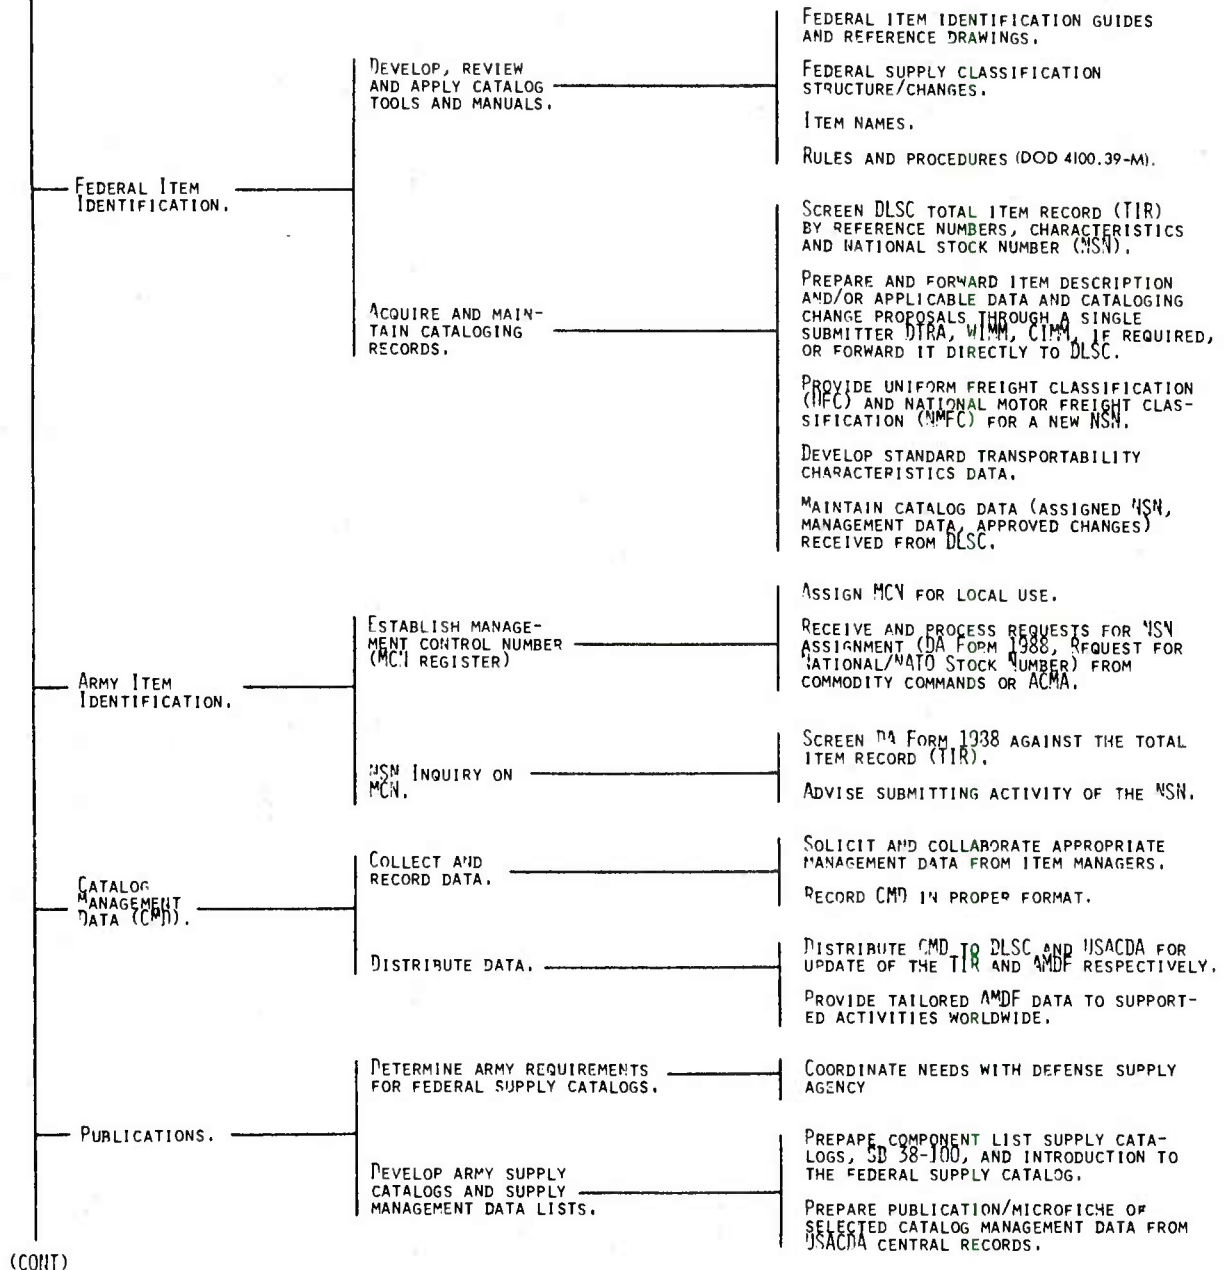 FEDERAL ITEM IDENTIFICATION GUIDES
AND REFERENCE DRAWINGS.
DEVELOP, REVIEW
AND APPLY CATALOG
TOOLS AND MANUALS.
FEDERAL SUPPLY CLASSIFICATION
STRUCTURE/CHANGES.
ITEM NAMES.
RULES AND PROCEDURES (DOD 4100.39-M).
FEDERAL ITEM
IDENTIFICATION.
SCREEN DLSC TOTAL ITEM RECORD (TIR)
BY REFERENCE NUMBERS, CHARACTERISTICS
AND NATIONAL STOCK NUMBER (NSN).
ACQUIRE AND MAIN-
TAIN CATALOGING
RECORDS.
PREPARE AND FORWARD ITEM DESCRIPTION
AND/OR APPLICABLE DATA AND CATALOGING
CHANGE PROPOSALS THROUGH A SINGLE
SUBMITTER DTRA, WIMM, CIMM, IF REQUIRED,
OR FORWARD IT DIRECTLY TO DLSC.
PROVIDE UNIFORM FREIGHT CLASSIFICATION
(UFC) AND NATIONAL MOTOR FREIGHT CLAS-
SIFICATION (NMFC) FOR A NEW NSN.
DEVELOP STANDARD TRANSPORTABILITY
CHARACTERISTICS DATA.
MAINTAIN CATALOG DATA (ASSIGNED NSN,
MANAGEMENT DATA, APPROVED CHANGES)
RECEIVED FROM DLSC.
ARMY ITEM
IDENTIFICATION.
ESTABLISH MANAGE-
MENT CONTROL NUMBER
(MCN REGISTER)
ASSIGN MCN FOR LOCAL USE.
RECEIVE AND PROCESS REQUESTS FOR NSN
ASSIGNMENT (DA FORM 1988, REQUEST FOR
NATIONAL/NATO STOCK NUMBER) FROM
COMMODITY COMMANDS OR ACMA.
NSN INQUIRY ON
MCN.
SCREEN DA FORM 1988 AGAINST THE TOTAL
ITEM RECORD (TIR).
ADVISE SUBMITTING ACTIVITY OF THE NSN.
CATALOG
MANAGEMENT
DATA (CMD).
COLLECT AND
RECORD DATA.
SOLICIT AND COLLABORATE APPROPRIATE
MANAGEMENT DATA FROM ITEM MANAGERS.
RECORD CMD IN PROPER FORMAT.
DISTRIBUTE DATA.
DISTRIBUTE CMD TO DLSC AND USACDA FOR
UPDATE OF THE TIR AND AMDF RESPECTIVELY.
PROVIDE TAILORED AMDF DATA TO SUPPORT-
ED ACTIVITIES WORLDWIDE.
PUBLICATIONS.
DETERMINE ARMY REQUIREMENTS
FOR FEDERAL SUPPLY CATALOGS.
COORDINATE NEEDS WITH DEFENSE SUPPLY
AGENCY
DEVELOP ARMY SUPPLY
CATALOGS AND SUPPLY
MANAGEMENT DATA LISTS.
PREPARE COMPONENT LIST SUPPLY CATA-
LOGS, SB 38-100, AND INTRODUCTION TO
THE FEDERAL SUPPLY CATALOG.
PREPARE PUBLICATION/MICROFICHE OF
SELECTED CATALOG MANAGEMENT DATA FROM
USACDA CENTRAL RECORDS.
(CONT)